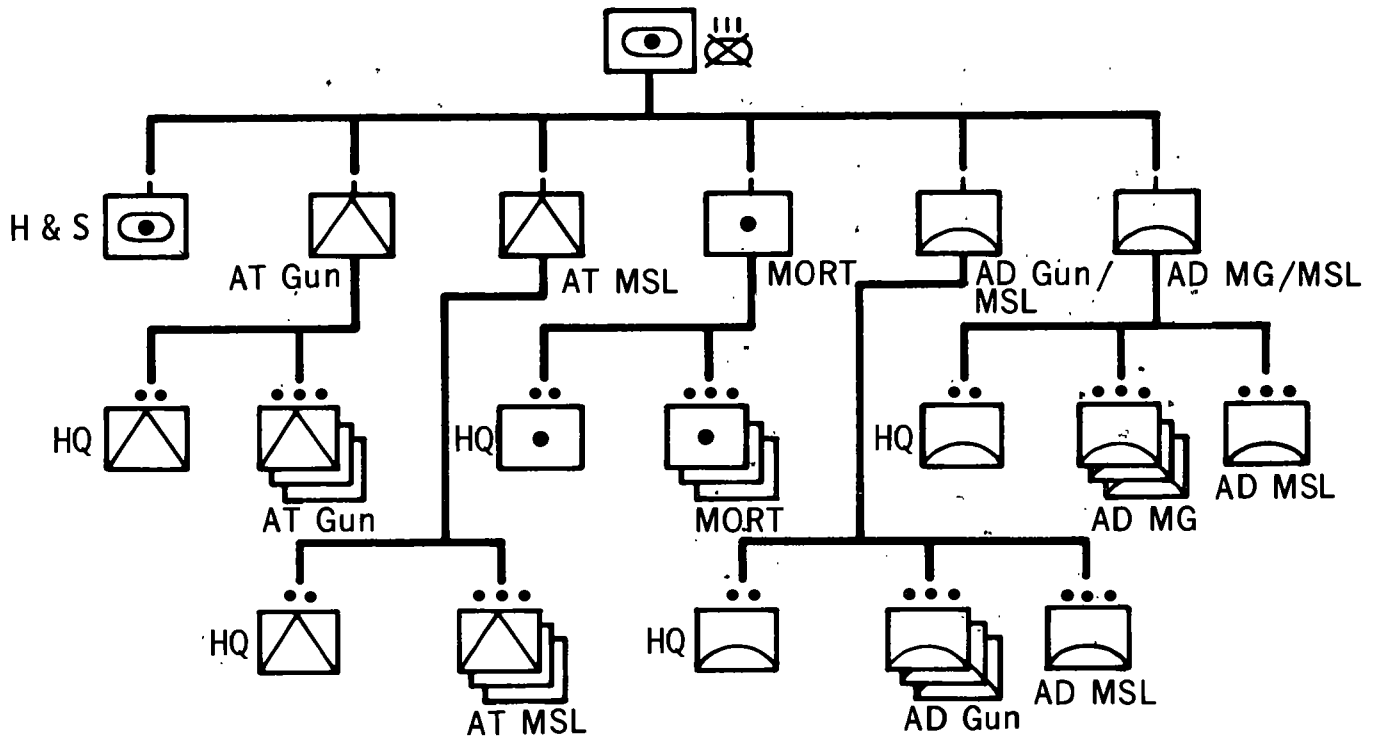 H & S
AT Gun
AT MSL
MORT
AD Gun/
MSL
AD MG/MSL
HQ
AT Gun
HQ
MORT
HQ
AD MG
AD MSL
HQ
AT MSL
HQ
AD Gun
AD MSL